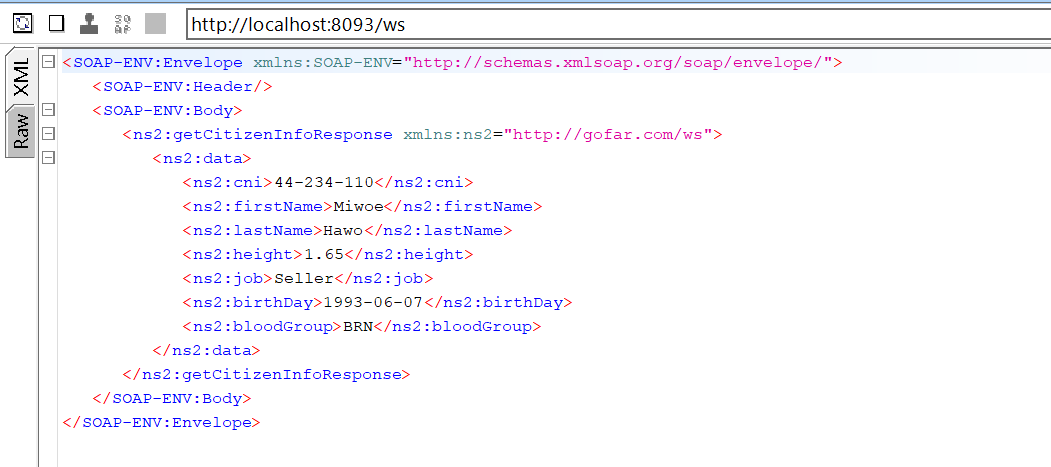 http://localhost:8093/ws
XML
Raw
<SOAP-ENV:Envelope xmlns:SOAP-ENV="http://schemas.xmlsoap.org/soap/envelope/">
<SOAP-ENV:Header/>
<SOAP-ENV:Body>
<ns2:getCitizenInfoResponse xmlns:ns2="http://gofar.com/ws">
<ns2:data>
<ns2:cni>44-234-110</ns2:cni>
<ns2:firstName>Miwoe</ns2:firstName>
<ns2:lastName>Hawo</ns2:lastName>
<ns2:height>1.65</ns2:height>
<ns2:job>Seller</ns2:job>
<ns2:birthDay>1993-06-07</ns2:birthDay>
<ns2:bloodGroup>BRN</ns2:bloodGroup>
</ns2:data>
</ns2:getCitizenInfoResponse>
</SOAP-ENV:Body>
</SOAP-ENV:Envelope>